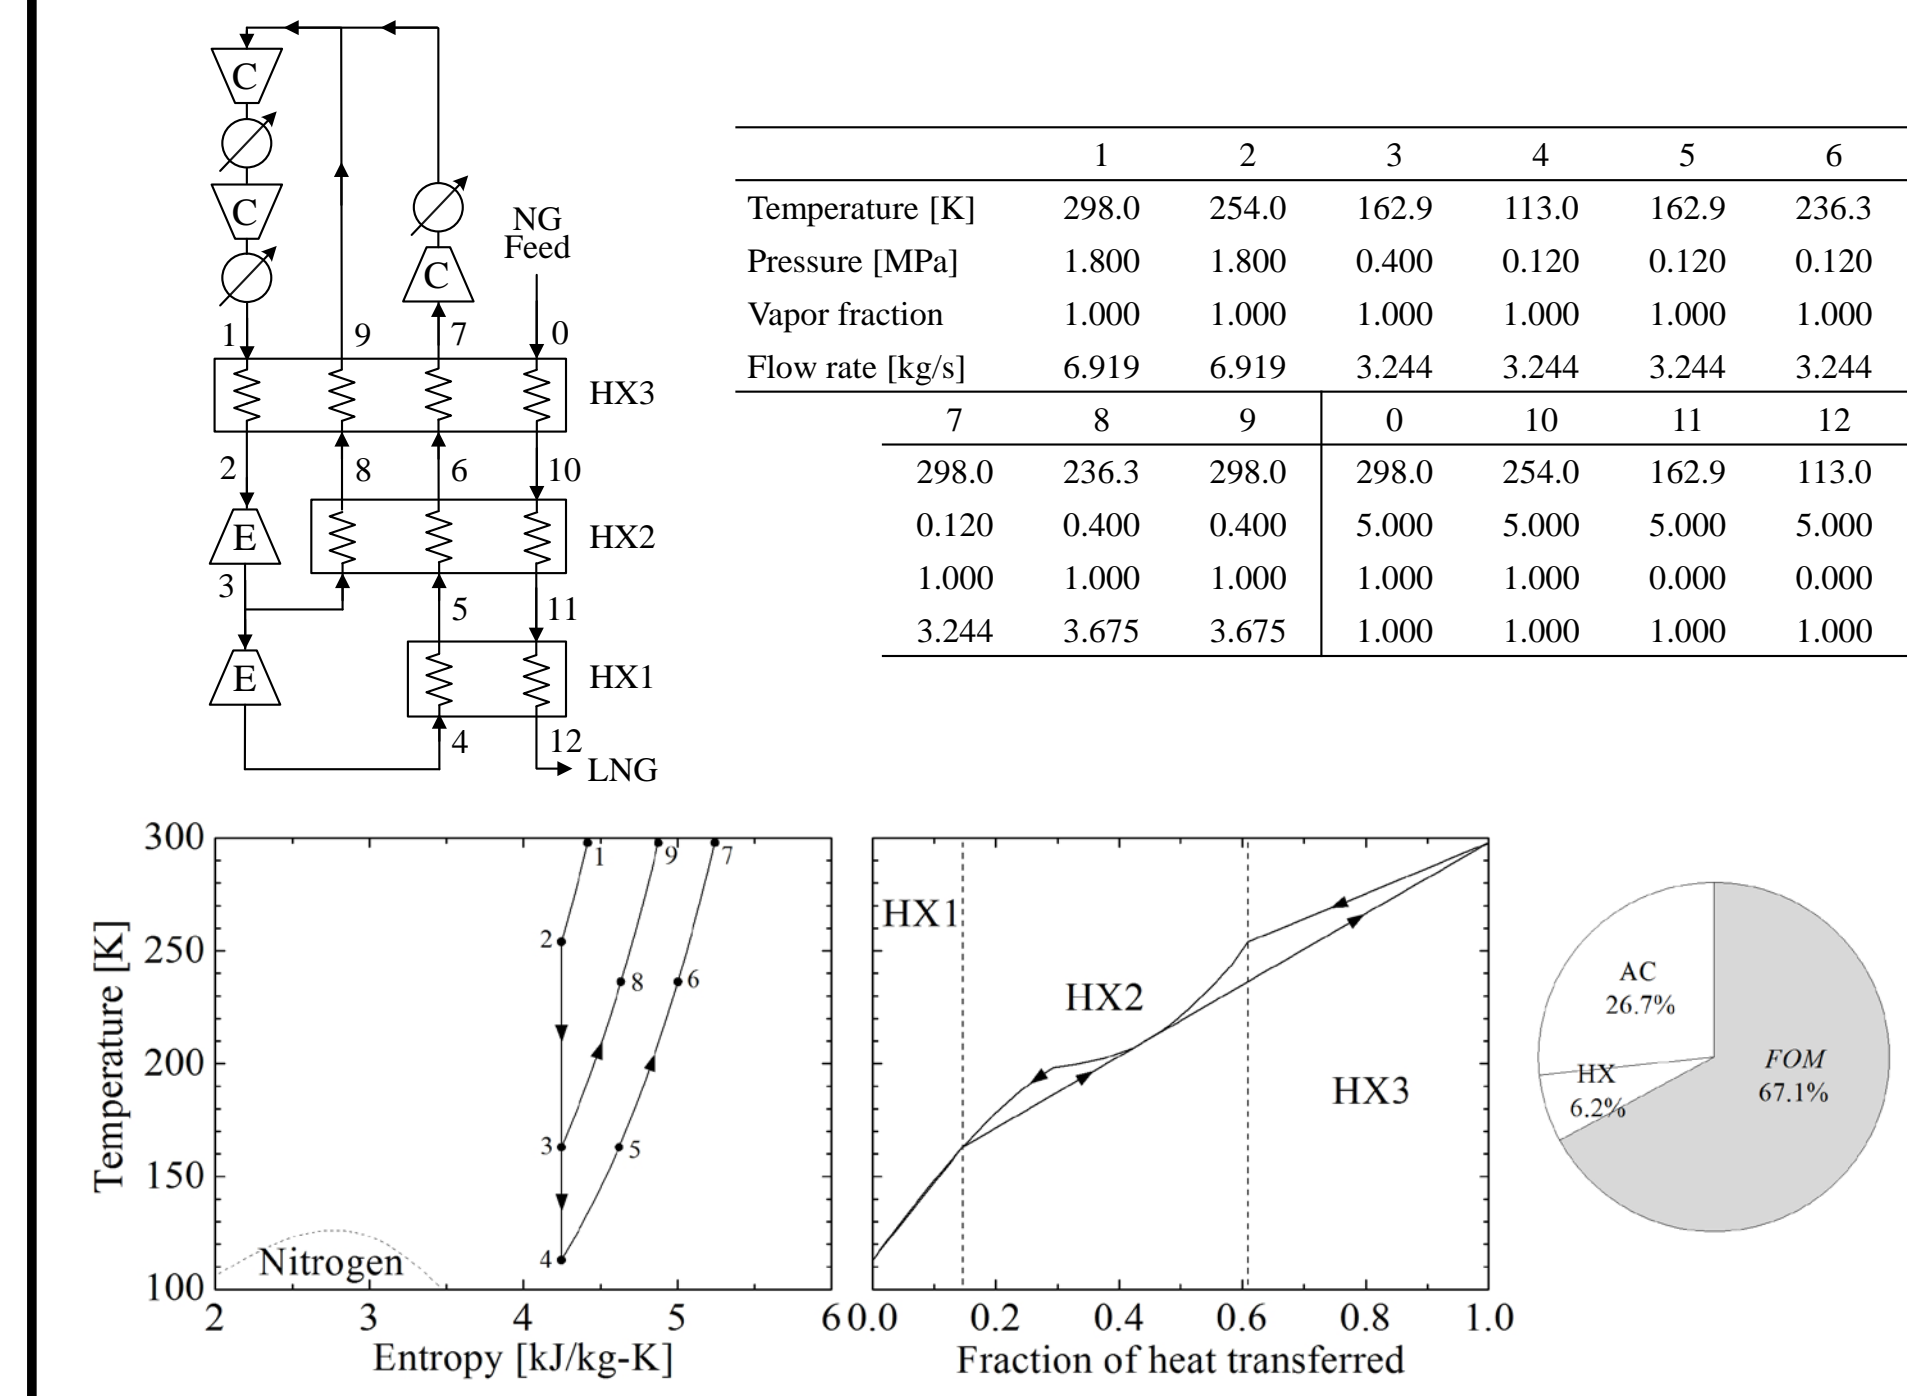 C
C
C
NG
Feed
1
9
7
0
HX3
2
8
6
10
E
HX2
3
5
11
E
HX1
4
12
LNG
1 2 3 4 5 6
Temperature [K] 298.0 254.0 162.9 113.0 162.9 236.3
Pressure [MPa] 1.800 1.800 0.400 0.120 0.120 0.120
Vapor fraction 1.000 1.000 1.000 1.000 1.000 1.000
Flow rate [kg/s] 6.919 6.919 3.244 3.244 3.244 3.244
7 8 9 0 10 11 12
298.0 236.3 298.0 298.0 254.0 162.9 113.0
0.120 0.400 0.400 5.000 5.000 5.000 5.000
1.000 1.000 1.000 1.000 1.000 0.000 0.000
3.244 3.675 3.675 1.000 1.000 1.000 1.000
300
250
200
150
100
Temperature [K]
1
9
7
2
8
6
3
5
4
Nitrogen
2 3 4 5 6
Entropy [kJ/kg-K]
HX1
HX2
HX3
0.0 0.2 0.4 0.6 0.8 1.0
Fraction of heat transferred
AC
26.7%
HX
6.2%
FOM
67.1%